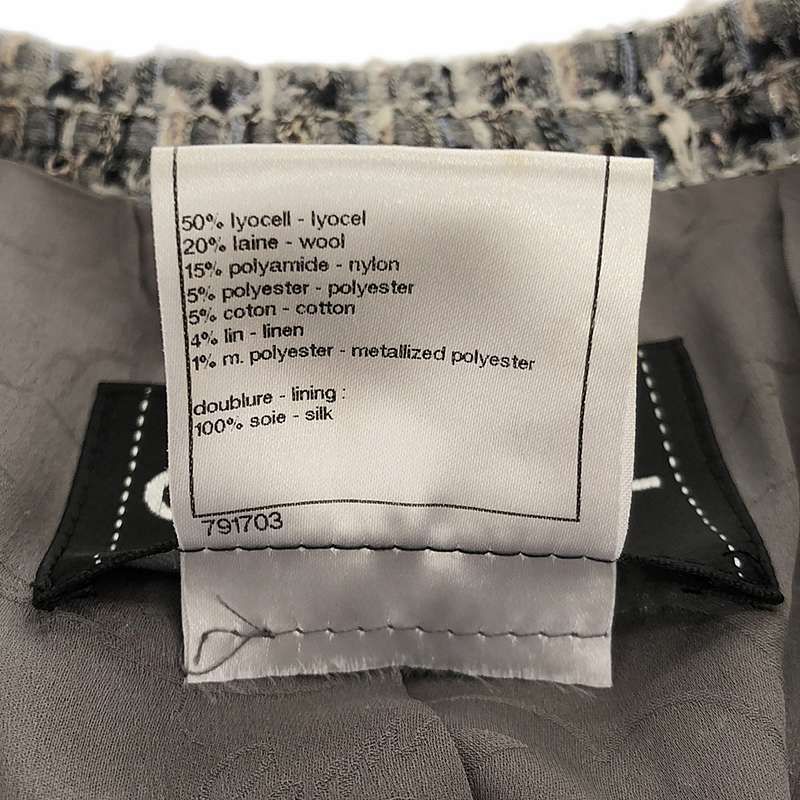 50% lyocell - lyocel
20% laine - wool
15% polyamide - nylon
5% polyester - polyester
5% coton - cotton
4% lin - linen
1% m. polyester - metallized polyester
doublure - lining :
100% soie - silk
791703